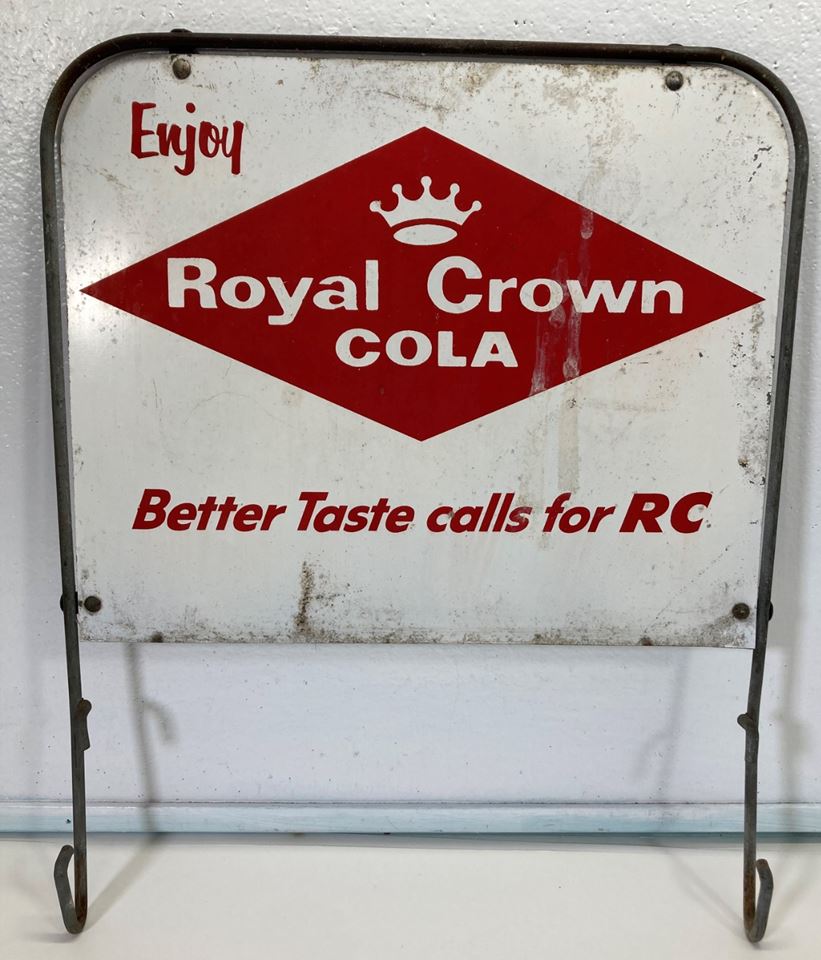 Enjoy
Royal Crown
COLA
Better Taste calls for RC